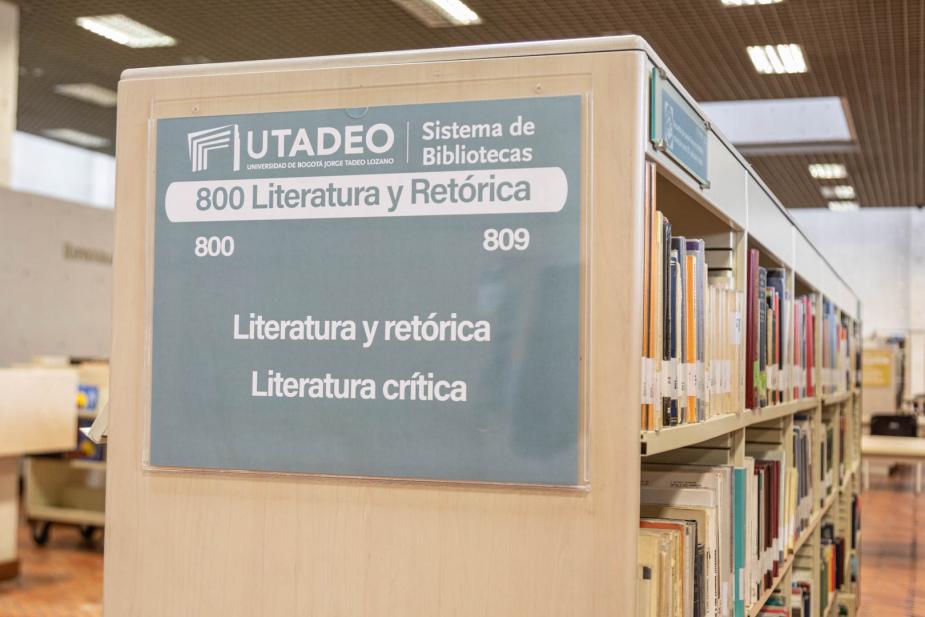 UTADEO
UNIVERSIDAD DE BOGOTÁ JORGE TADEO LOZANO
Sistema de
Bibliotecas
800 Literatura y Retórica
800 809
Literatura y retórica
Literatura crítica